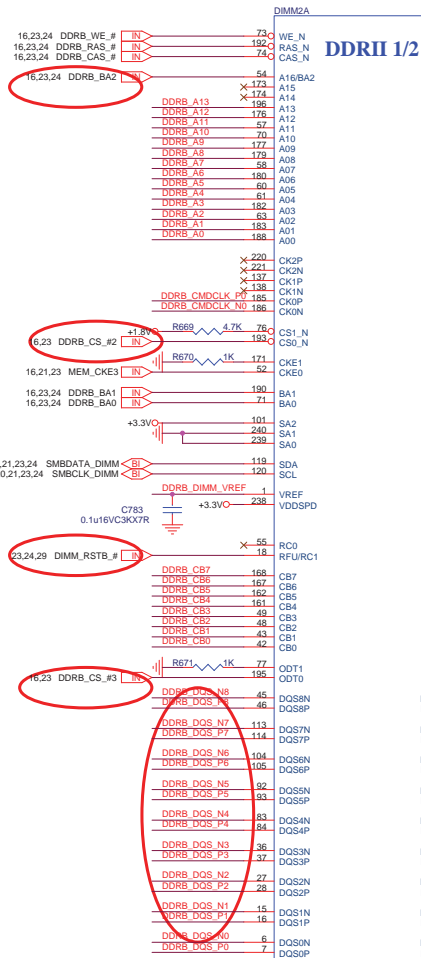 DIMM2A
DDRII 1/2
16,23,24 DDRB_WE_# IN 73 WE_N
16,23,24 DDRB_RAS_# IN 192 RAS_N
16,23,24 DDRB_CAS_# IN 74 CAS_N
16,23,24 DDRB_BA2 IN 54 A16/BA2
173 A15
174 A14
DDRB_A13 196 A13
DDRB_A12 176 A12
DDRB_A11 57 A11
DDRB_A10 70 A10
DDRB_A9 177 A09
DDRB_A8 179 A08
DDRB_A7 58 A07
DDRB_A6 180 A06
DDRB_A5 60 A05
DDRB_A4 61 A04
DDRB_A3 182 A03
DDRB_A2 63 A02
DDRB_A1 183 A01
DDRB_A0 188 A00
220 CK2P
221 CK2N
137 CK1P
138 CK1N
DDRB_CMDCLK_P0 185 CK0P
DDRB_CMDCLK_N0 186 CK0N
+1.8V R669 4.7K 76 CS1_N
16,23 DDRB_CS_#2 IN 193 CS0_N
R670 1K 171 CKE1
16,21,23 MEM_CKE3 IN 52 CKE0
16,23,24 DDRB_BA1 IN 190 BA1
16,23,24 DDRB_BA0 IN 71 BA0
+3.3V 101 SA2
240 SA1
239 SA0
,21,23,24 SMBDATA_DIMM BI 119 SDA
0,21,23,24 SMBCLK_DIMM BI 120 SCL
DDRB_DIMM_VREF 1 VREF
+3.3V 238 VDDSPD
C783
0.1u16VC3KX7R
55 RC0
23,24,29 DIMM_RSTB_# IN 18 RFU/RC1
DDRB_CB7 168 CB7
DDRB_CB6 167 CB6
DDRB_CB5 162 CB5
DDRB_CB4 161 CB4
DDRB_CB3 49 CB3
DDRB_CB2 48 CB2
DDRB_CB1 43 CB1
DDRB_CB0 42 CB0
R671 1K 77 ODT1
16,23 DDRB_CS_#3 IN 195 ODT0
DDRB_DQS_N8 45 DQS8N
DDRB_DQS_P8 46 DQS8P
DDRB_DQS_N7 113 DQS7N
DDRB_DQS_P7 114 DQS7P
DDRB_DQS_N6 104 DQS6N
DDRB_DQS_P6 105 DQS6P
DDRB_DQS_N5 92 DQS5N
DDRB_DQS_P5 93 DQS5P
DDRB_DQS_N4 83 DQS4N
DDRB_DQS_P4 84 DQS4P
DDRB_DQS_N3 36 DQS3N
DDRB_DQS_P3 37 DQS3P
DDRB_DQS_N2 27 DQS2N
DDRB_DQS_P2 28 DQS2P
DDRB_DQS_N1 15 DQS1N
DDRB_DQS_P1 16 DQS1P
DDRB_DQS_N0 6 DQS0N
DDRB_DQS_P0 7 DQS0P